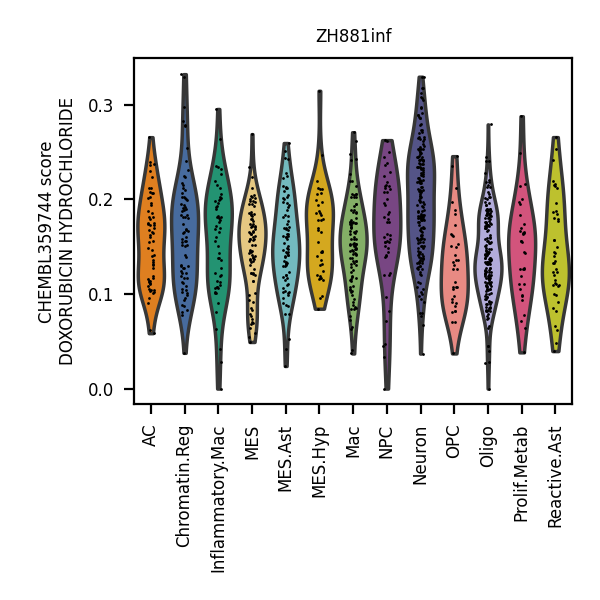 ZH881inf
CHEMBL359744 score
DOXORUBICIN HYDROCHLORIDE
0.3
0.2
0.1
0.0
AC
Chromatin.Reg
Inflammatory.Mac
MES
MES.Ast
MES.Hyp
Mac
NPC
Neuron
OPC
Oligo
Prolif.Metab
Reactive.Ast